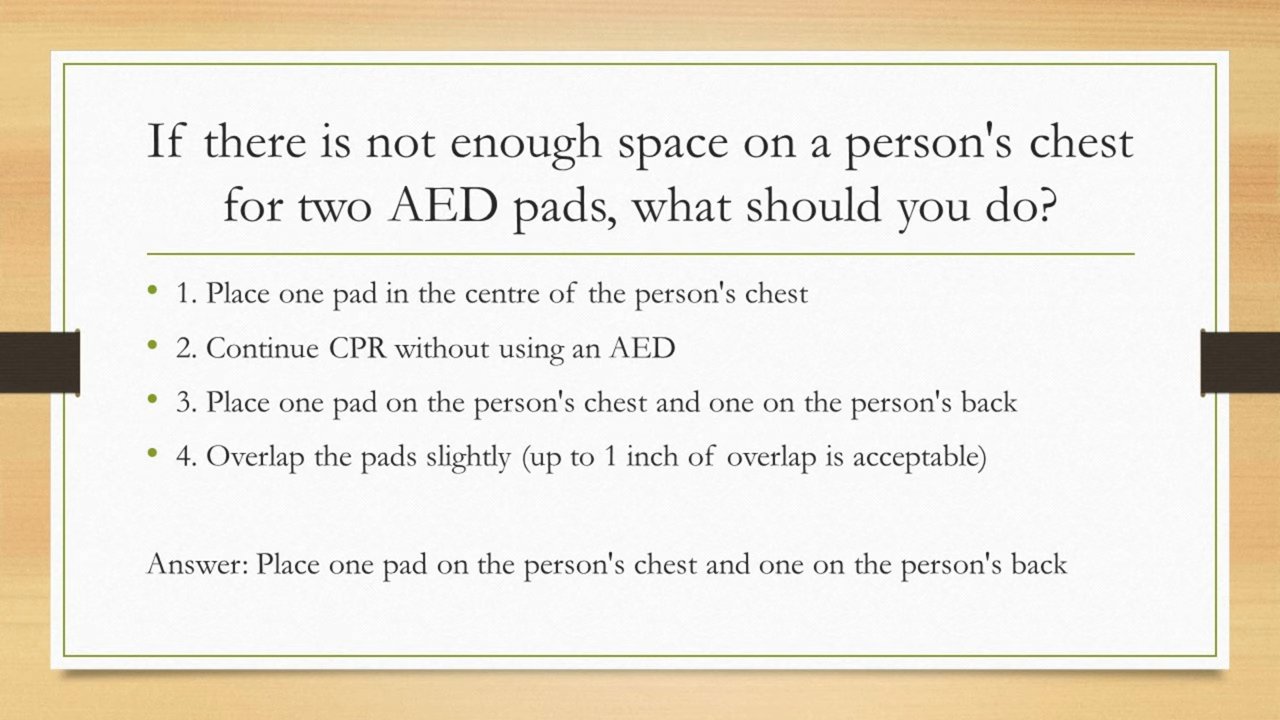 If there is not enough space on a person's chest
for two AED pads, what should you do?
• 1. Place one pad in the centre of the person's chest
• 2. Continue CPR without using an AED
• 3. Place one pad on the person's chest and one on the person's back
• 4. Overlap the pads slightly (up to 1 inch of overlap is acceptable)
Answer: Place one pad on the person's chest and one on the person's back